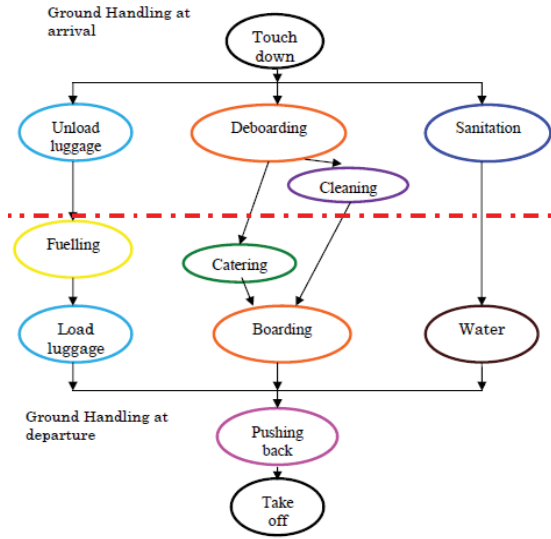 Ground Handling at
arrival
Touch
down
Unload
luggage
Deboarding
Sanitation
Cleaning
Fuelling
Catering
Load
luggage
Boarding
Water
Ground Handling at
departure
Pushing
back
Take
off